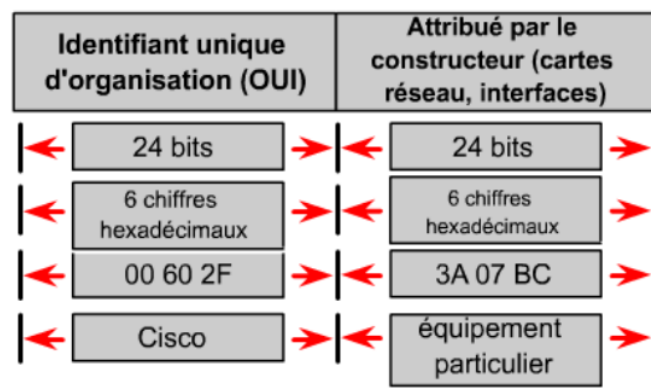 Identifiant unique
d'organisation (OUI)
Attribué par le
constructeur (cartes
réseau, interfaces)
24 bits
24 bits
6 chiffres
hexadécimaux
6 chiffres
hexadécimaux
00 60 2F
3A 07 BC
Cisco
équipement
particulier